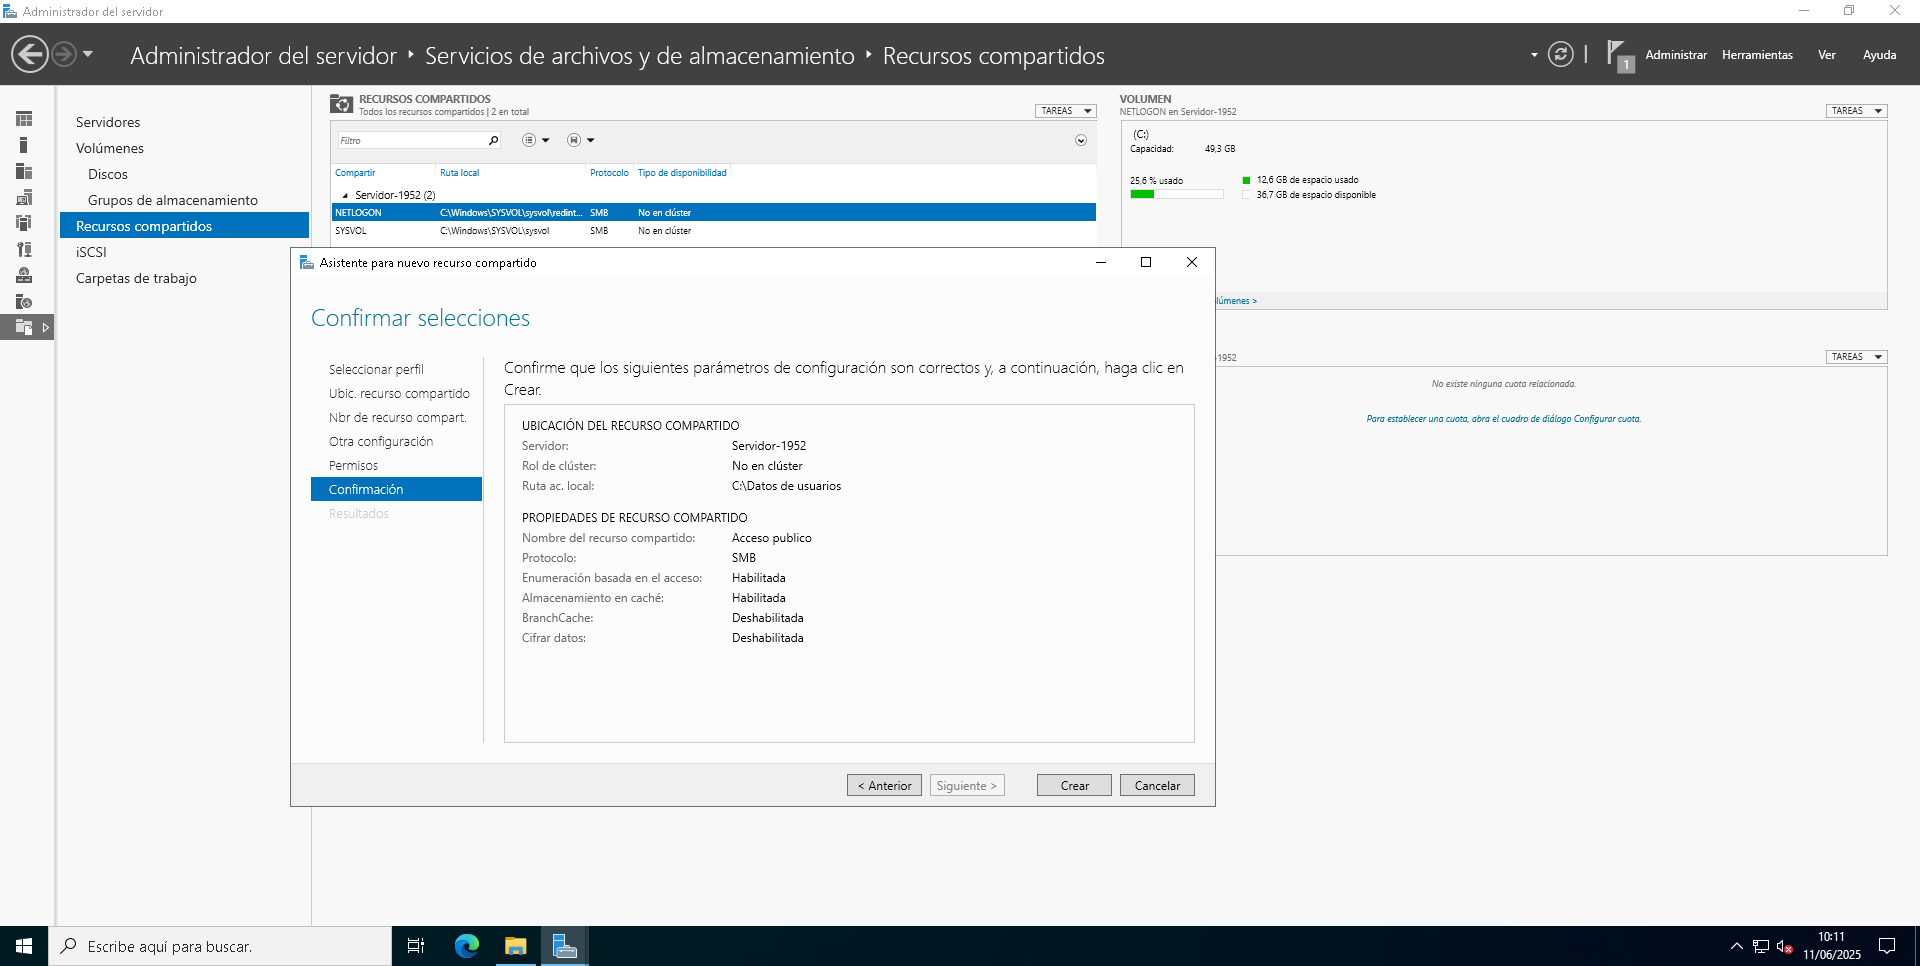 Administrador del servidor
Administrador del servidor ‣ Servicios de archivos y de almacenamiento ‣ Recursos compartidos
1
Administrar
Herramientas
Ver
Ayuda
Servidores
Volúmenes
Discos
Grupos de almacenamiento
Recursos compartidos
iSCSI
Carpetas de trabajo
RECURSOS COMPARTIDOS
Todos los recursos compartidos | 2 en total
TAREAS
Filtro
Compartir Ruta local Protocolo Tipo de disponibilidad
Servidor-1952 (2)
NETLOGON C:\Windows\SYSVOL\sysvol\redint... SMB No en clúster
SYSVOL C:\Windows\SYSVOL\sysvol SMB No en clúster
VOLUMEN
NETLOGON en Servidor-1952
TAREAS
(C:)
Capacidad: 49,3 GB
25,6 % usado
12,6 GB de espacio usado
36,7 GB de espacio disponible
lúmenes >
-1952
TAREAS
No existe ninguna cuota relacionada.
Para establecer una cuota, abra el cuadro de diálogo Configurar cuota.
Asistente para nuevo recurso compartido
Confirmar selecciones
Seleccionar perfil
Ubic. recurso compartido
Nbr de recurso compart.
Otra configuración
Permisos
Confirmación
Resultados
Confirme que los siguientes parámetros de configuración son correctos y, a continuación, haga clic en
Crear.
UBICACIÓN DEL RECURSO COMPARTIDO
Servidor: Servidor-1952
Rol de clúster: No en clúster
Ruta ac. local: C:\Datos de usuarios
PROPIEDADES DE RECURSO COMPARTIDO
Nombre del recurso compartido: Acceso publico
Protocolo: SMB
Enumeración basada en el acceso: Habilitada
Almacenamiento en caché: Habilitada
BranchCache: Deshabilitada
Cifrar datos: Deshabilitada
< Anterior
Siguiente >
Crear
Cancelar
Escribe aquí para buscar.
10:11
11/06/2025